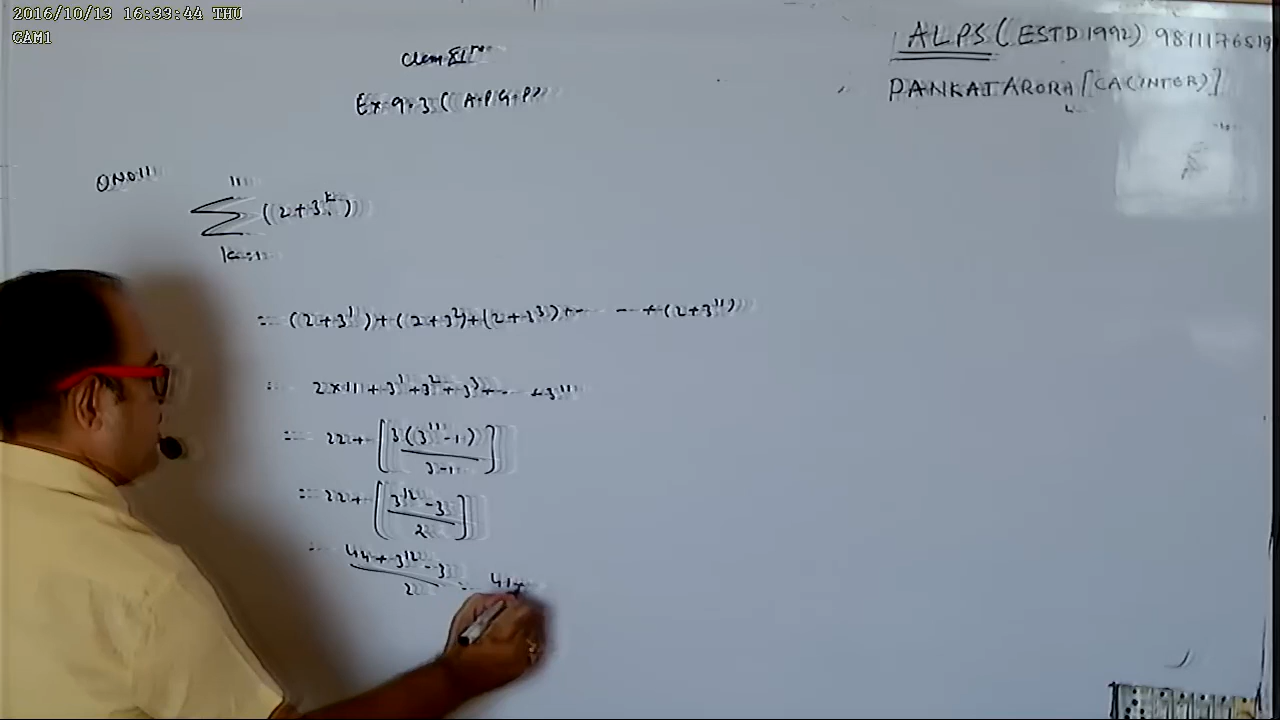 2016/10/13 16:33:44 THU
CAM1
ALPS (ESTD 1992) 9811176519
PANKAJ ARORA [CA(INTER)]
Class XIth
Ex 9.3 (A.P G.P)
QNO11
11
∑ (2+3^k)
k=1
= (2+3^1)+(2+3^2)+(2+3^3)+... ... +(2+3^11)
= 2×11+3^1+3^2+3^3+... +3^11
= 22+[3(3^11-1)/3-1]
= 22+[3^12-3/2]
= 44+3^12-3/2 = 41+